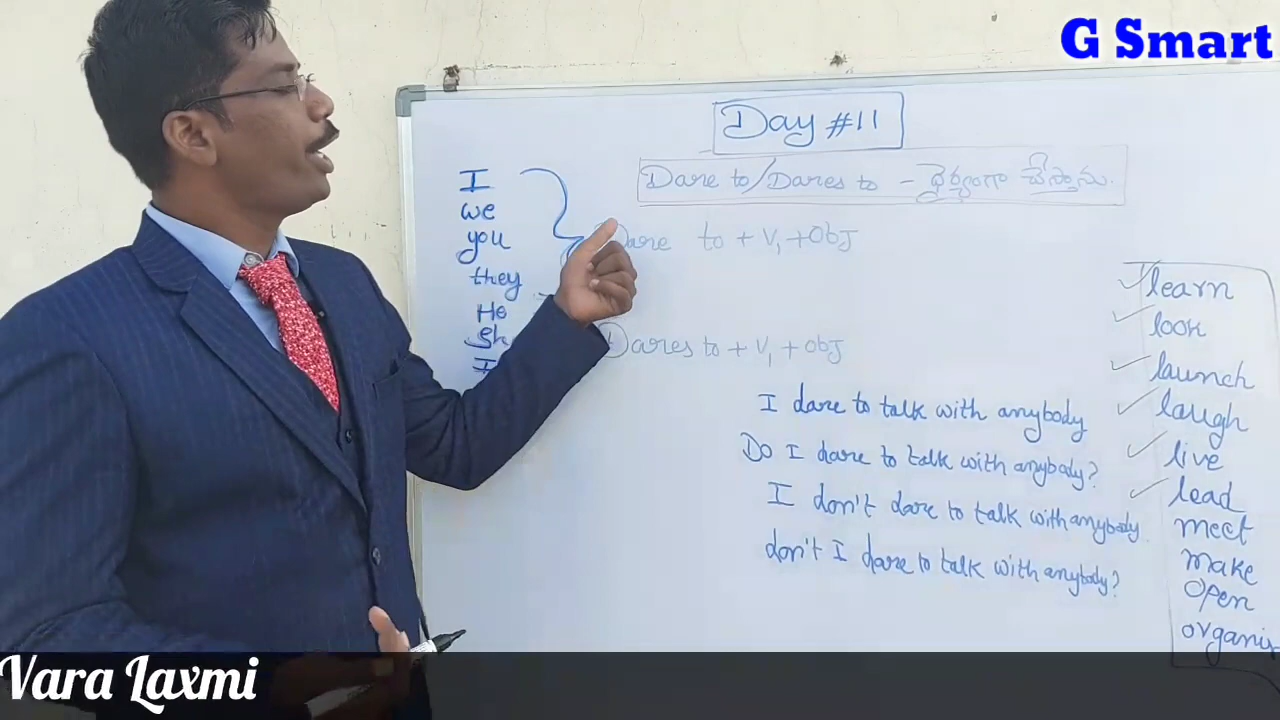 G Smart
Day #11
Dare to/Dares to - ధైర్యంగా చేస్తాను.
I
we
you
they
He
Dare to + V1 + Obj
Dares to + V1 + Obj
I dare to talk with anybody
Do I dare to talk with anybody?
I don't dare to talk with anybody.
don't I dare to talk with anybody?
learn
look
launch
laugh
live
lead
meet
make
open
Vara Laxmi